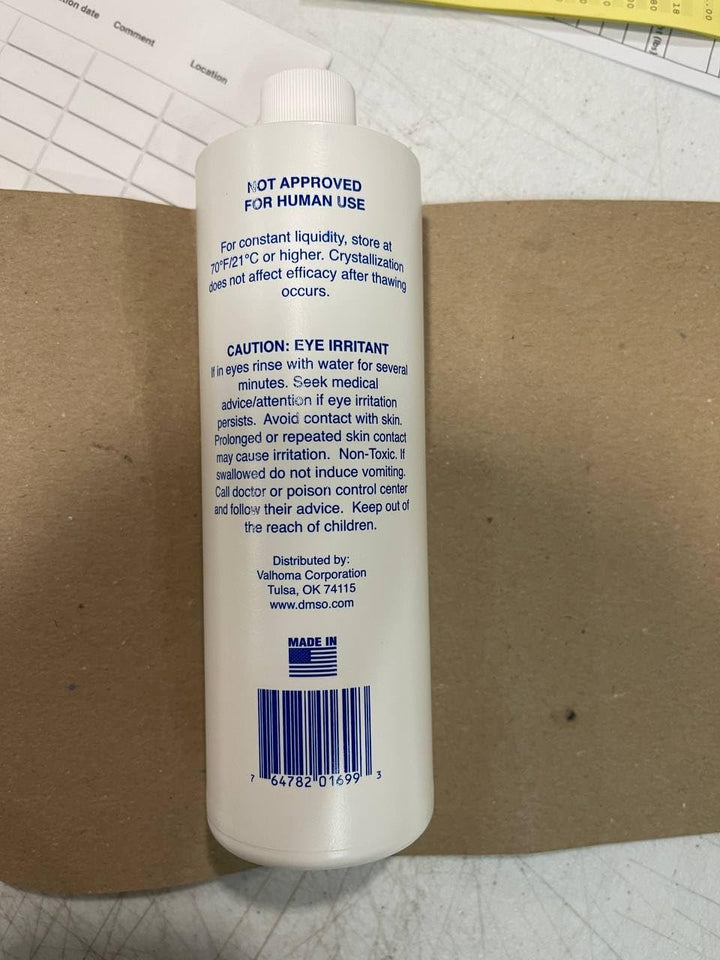 tion date
Comment
Location
NOT APPROVED
FOR HUMAN USE
For constant liquidity, store at
70°F/21°C or higher. Crystallization
does not affect efficacy after thawing
occurs.
CAUTION: EYE IRRITANT
If in eyes rinse with water for several
minutes. Seek medical
advice/attention if eye irritation
persists. Avoid contact with skin.
Prolonged or repeated skin contact
may cause irritation. Non-Toxic. If
swallowed do not induce vomiting.
Call doctor or poison control center
and follow their advice. Keep out of
the reach of children.
Distributed by:
Valhoma Corporation
Tulsa, OK 74115
www.dmso.com
MADE IN
7 64782 01699 3